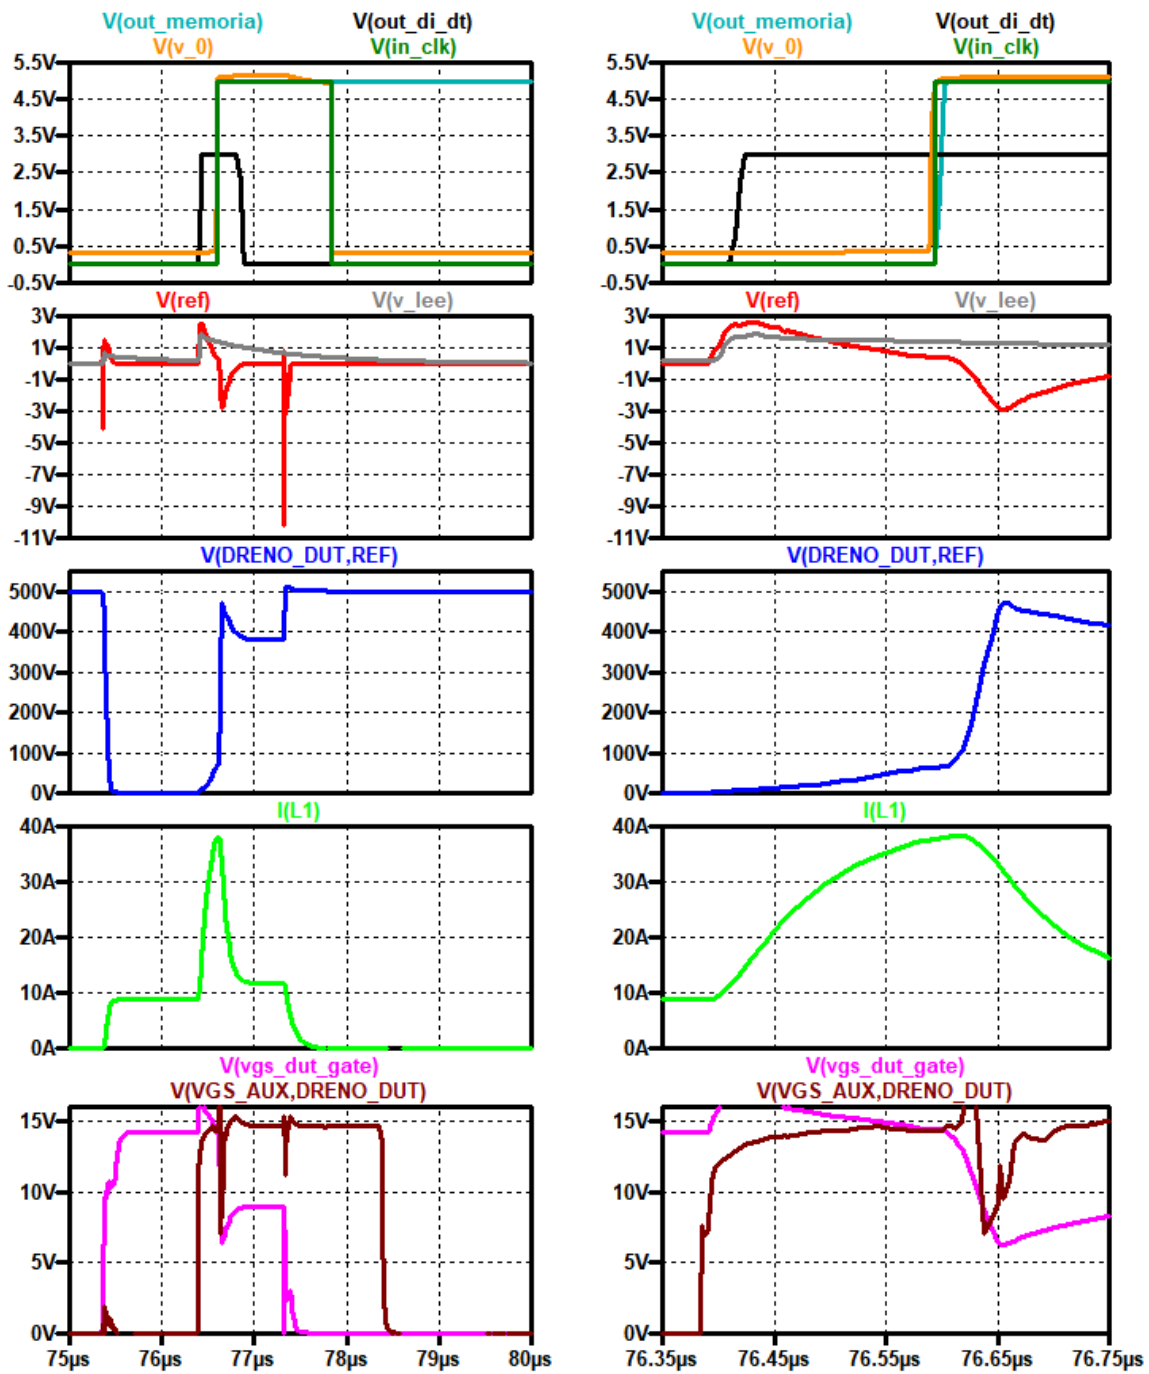 V(out_memoria) V(out_di_dt)
V(v_0) V(in_clk)
5.5V
4.5V
3.5V
2.5V
1.5V
0.5V
-0.5V
V(ref) V(v_lee)
3V
1V
-1V
-3V
-5V
-7V
-9V
-11V
V(DRENO_DUT,REF)
500V
400V
300V
200V
100V
0V
I(L1)
40A
30A
20A
10A
0A
V(vgs_dut_gate)
V(VGS_AUX,DRENO_DUT)
15V
10V
5V
0V
75µs 76µs 77µs 78µs 79µs 80µs
V(out_memoria) V(out_di_dt)
V(v_0) V(in_clk)
5.5V
4.5V
3.5V
2.5V
1.5V
0.5V
-0.5V
V(ref) V(v_lee)
3V
1V
-1V
-3V
-5V
-7V
-9V
-11V
V(DRENO_DUT,REF)
500V
400V
300V
200V
100V
0V
I(L1)
40A
30A
20A
10A
0A
V(vgs_dut_gate)
V(VGS_AUX,DRENO_DUT)
15V
10V
5V
0V
76.35µs 76.45µs 76.55µs 76.65µs 76.75µs